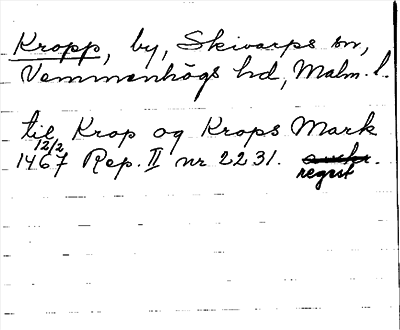 Kropp, by, Skivarps sn,
Vemmenhögs hd, Malm. l.
til Krop og Krops Mark
12/2
1467 Rep. II nr 2231.
regest